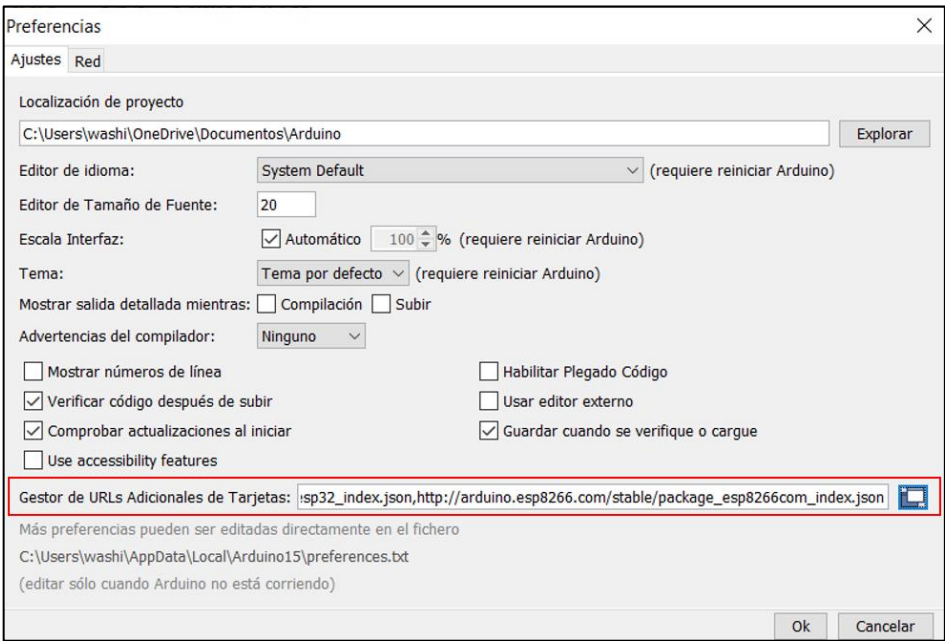 Preferencias
Ajustes Red
Localización de proyecto
C:\Users\washi\OneDrive\Documentos\Arduino Explorar
Editor de idioma: System Default (requiere reiniciar Arduino)
Editor de Tamaño de Fuente: 20
Escala Interfaz: Automático 100 % (requiere reiniciar Arduino)
Tema: Tema por defecto (requiere reiniciar Arduino)
Mostrar salida detallada mientras: Compilación Subir
Advertencias del compilador: Ninguno
Mostrar números de línea Habilitar Plegado Código
Verificar código después de subir Usar editor externo
Comprobar actualizaciones al iniciar Guardar cuando se verifique o cargue
Use accessibility features
Gestor de URLs Adicionales de Tarjetas: esp32_index.json,http://arduino.esp8266.com/stable/package_esp8266com_index.json
Más preferencias pueden ser editadas directamente en el fichero
C:\Users\washi\AppData\Local\Arduino15\preferences.txt
(editar sólo cuando Arduino no está corriendo)
Ok Cancelar